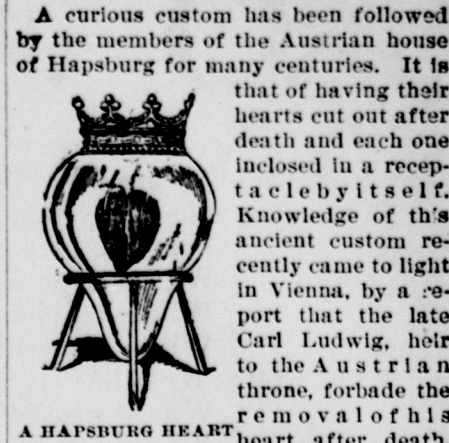 A curious custom has been followed
by the members of the Austrian house
of Hapsburg for many centuries. It is
that of having their
hearts cut out after
death and each one
inclosed in a recep-
tacle by itself.
Knowledge of this
ancient custom re-
cently came to light
in Vienna, by a re-
port that the late
Carl Ludwig, heir
to the Austrian
throne, forbade the
removal of his
heart after death.
A HAPSBURG HEART